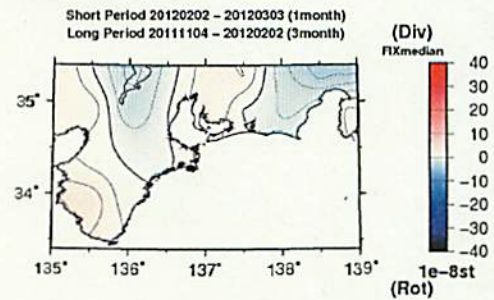 Short Period 20120202 – 20120303 (1month)
Long Period 20111104 – 20120202 (3month)
(Div)
FIXmedian
40
30
20
10
0
−10
−20
−30
−40
1e-8st
(Rot)
35°
34°
135° 136° 137° 138° 139°